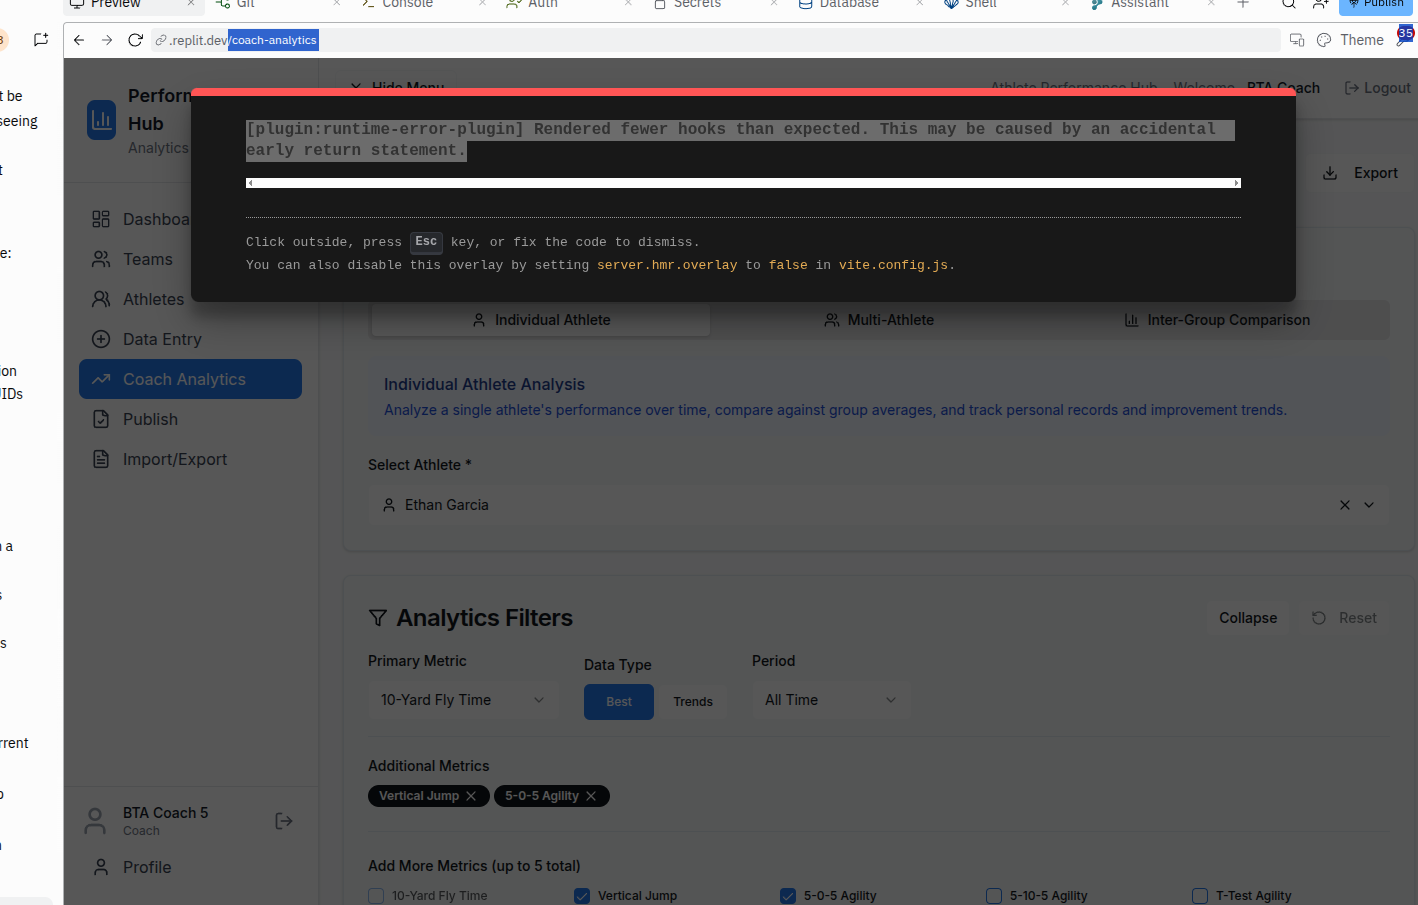 Preview
Git
Console
Auth
Secrets
Database
Shell
Assistant
Publish
.replit.dev/coach-analytics
Theme
35
t be
seeing
t
e:
ion
IDs
n a
s
s
rrent
Perform
Hub
Analytics
Hide Menu
Athlete Performance Hub
Welcome
BTA Coach
Logout
[plugin:runtime-error-plugin] Rendered fewer hooks than expected. This may be caused by an accidental
early return statement.
Click outside, press Esc key, or fix the code to dismiss.
You can also disable this overlay by setting server.hmr.overlay to false in vite.config.js.
Export
Dashboa
Teams
Athletes
Data Entry
Coach Analytics
Publish
Import/Export
Individual Athlete
Multi-Athlete
Inter-Group Comparison
Individual Athlete Analysis
Analyze a single athlete's performance over time, compare against group averages, and track personal records and improvement trends.
Select Athlete *
Ethan Garcia
Analytics Filters
Collapse
Reset
Primary Metric
Data Type
Period
10-Yard Fly Time
Best
Trends
All Time
Additional Metrics
Vertical Jump
5-0-5 Agility
Add More Metrics (up to 5 total)
10-Yard Fly Time
Vertical Jump
5-0-5 Agility
5-10-5 Agility
T-Test Agility
BTA Coach 5
Coach
Profile